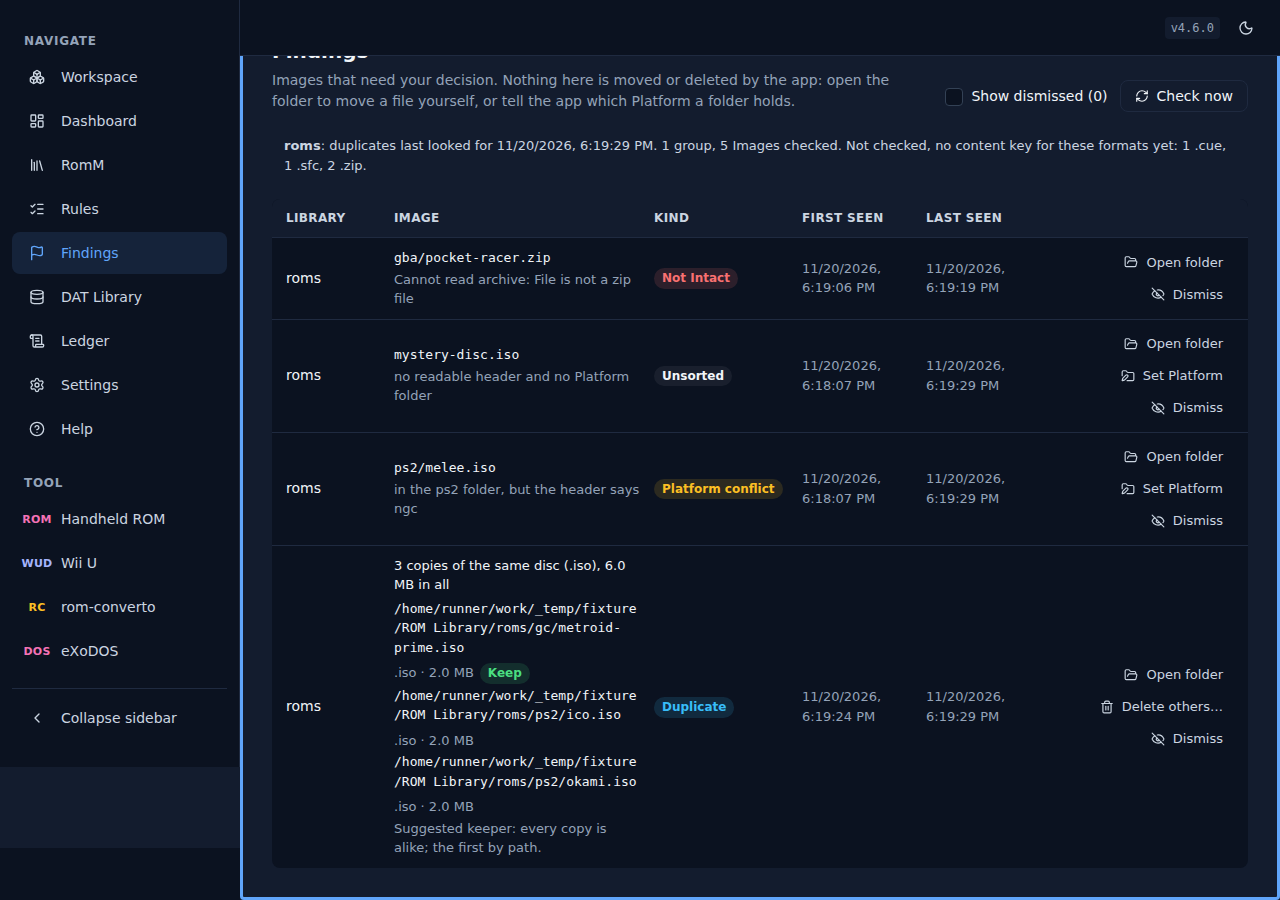 NAVIGATE
Workspace
Dashboard
RomM
Rules
Findings
DAT Library
Ledger
Settings
Help
TOOL
ROM Handheld ROM
WUD Wii U
RC rom-converto
DOS eXoDOS
Collapse sidebar
v4.6.0
Findings
Images that need your decision. Nothing here is moved or deleted by the app: open the
folder to move a file yourself, or tell the app which Platform a folder holds.
Show dismissed (0)
Check now
roms: duplicates last looked for 11/20/2026, 6:19:29 PM. 1 group, 5 Images checked. Not checked, no content key for these formats yet: 1 .cue,
1 .sfc, 2 .zip.
LIBRARY IMAGE KIND FIRST SEEN LAST SEEN
roms
gba/pocket-racer.zip
Cannot read archive: File is not a zip
file
Not Intact
11/20/2026,
6:19:06 PM
11/20/2026,
6:19:19 PM
Open folder
Dismiss
roms
mystery-disc.iso
no readable header and no Platform
folder
Unsorted
11/20/2026,
6:18:07 PM
11/20/2026,
6:19:29 PM
Open folder
Set Platform
Dismiss
roms
ps2/melee.iso
in the ps2 folder, but the header says
ngc
Platform conflict
11/20/2026,
6:18:07 PM
11/20/2026,
6:19:29 PM
Open folder
Set Platform
Dismiss
roms
3 copies of the same disc (.iso), 6.0
MB in all
/home/runner/work/_temp/fixture
/ROM Library/roms/gc/metroid-
prime.iso
.iso · 2.0 MB Keep
/home/runner/work/_temp/fixture
/ROM Library/roms/ps2/ico.iso
.iso · 2.0 MB
/home/runner/work/_temp/fixture
/ROM Library/roms/ps2/okami.iso
.iso · 2.0 MB
Suggested keeper: every copy is
alike; the first by path.
Duplicate
11/20/2026,
6:19:24 PM
11/20/2026,
6:19:29 PM
Open folder
Delete others…
Dismiss